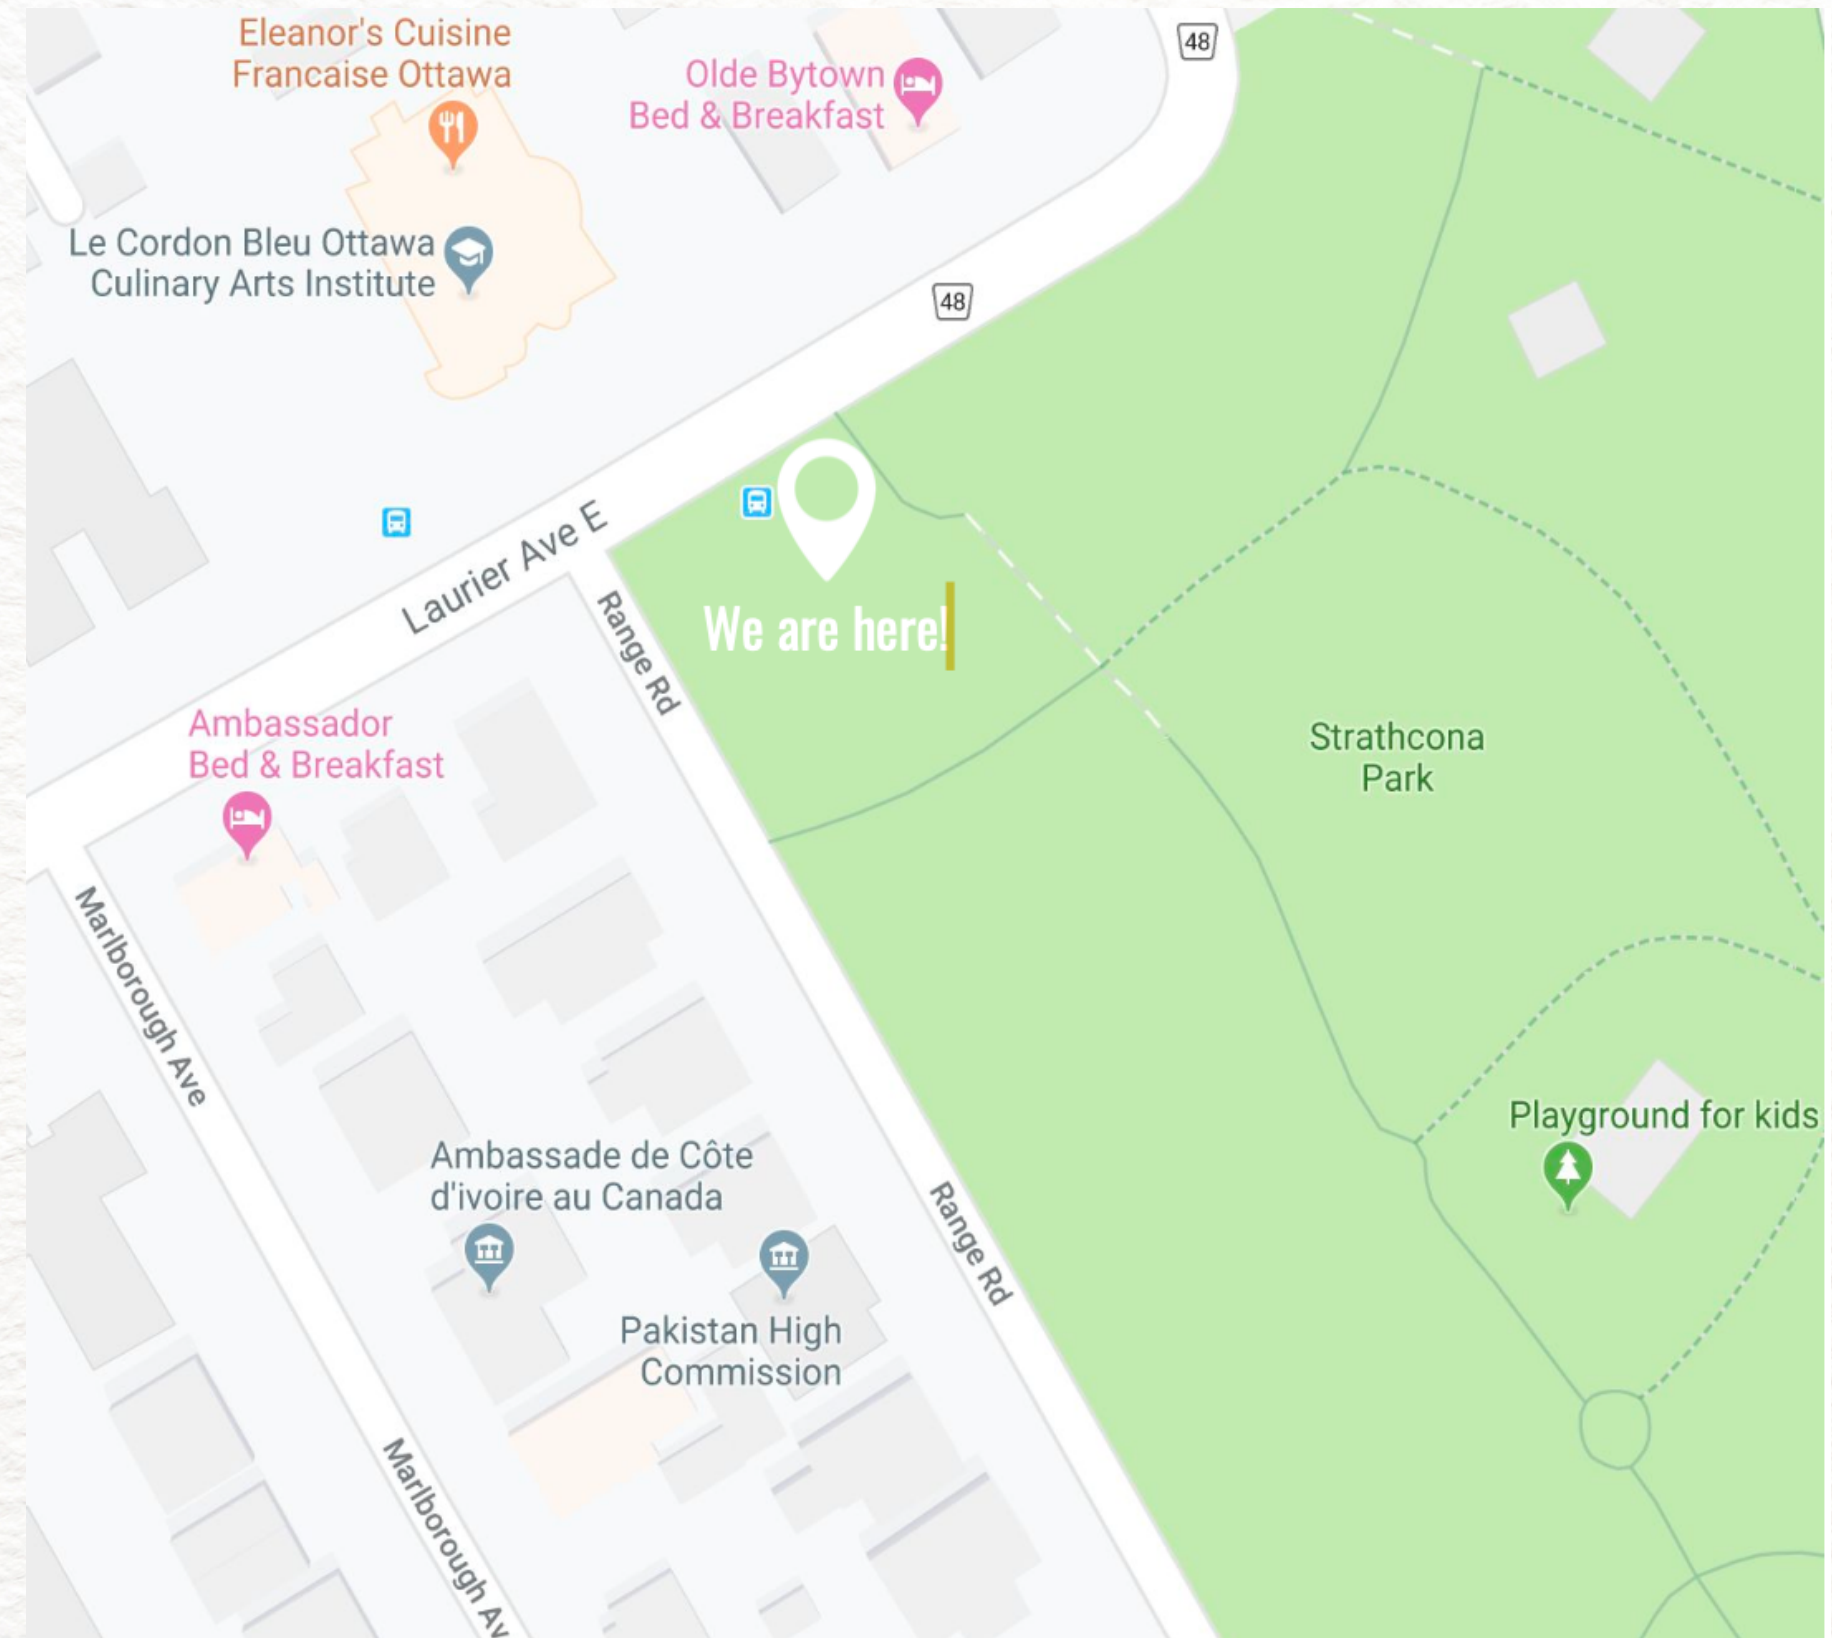 Eleanor's Cuisine
Francaise Ottawa
Olde Bytown
Bed & Breakfast
48
Le Cordon Bleu Ottawa
Culinary Arts Institute
48
Laurier Ave E
Range Rd
We are here!
Ambassador
Bed & Breakfast
Strathcona
Park
Marlborough Ave
Playground for kids
Ambassade de Côte
d'ivoire au Canada
Range Rd
Pakistan High
Commission
Marlborough Av